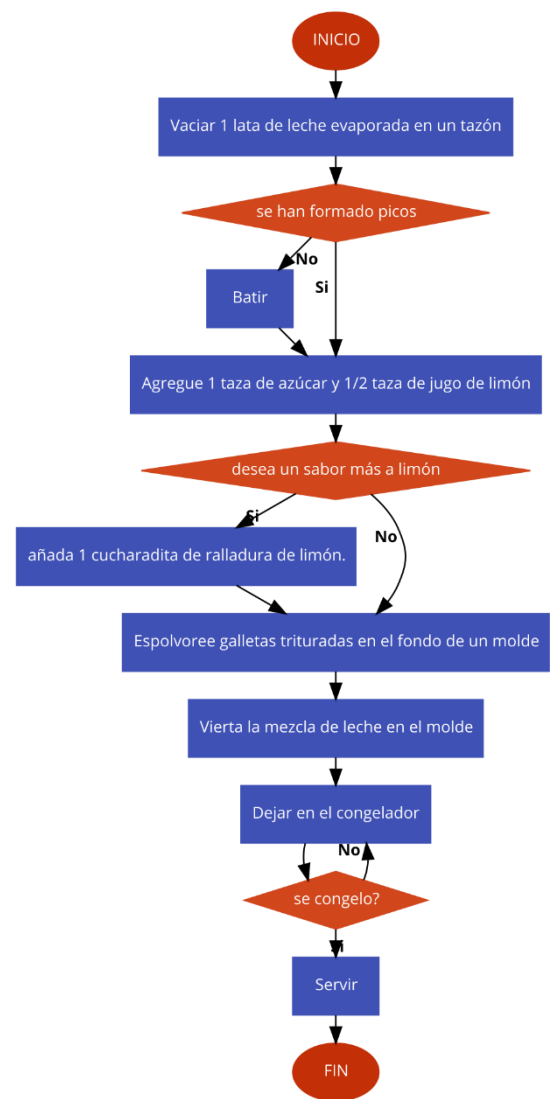 INICIO
Vaciar 1 lata de leche evaporada en un tazón
se han formado picos
No
Si
Batir
Agregue 1 taza de azúcar y 1/2 taza de jugo de limón
desea un sabor más a limón
Si
No
añada 1 cucharadita de ralladura de limón.
Espolvoree galletas trituradas en el fondo de un molde
Vierta la mezcla de leche en el molde
Dejar en el congelador
No
se congelo?
Si
Servir
FIN